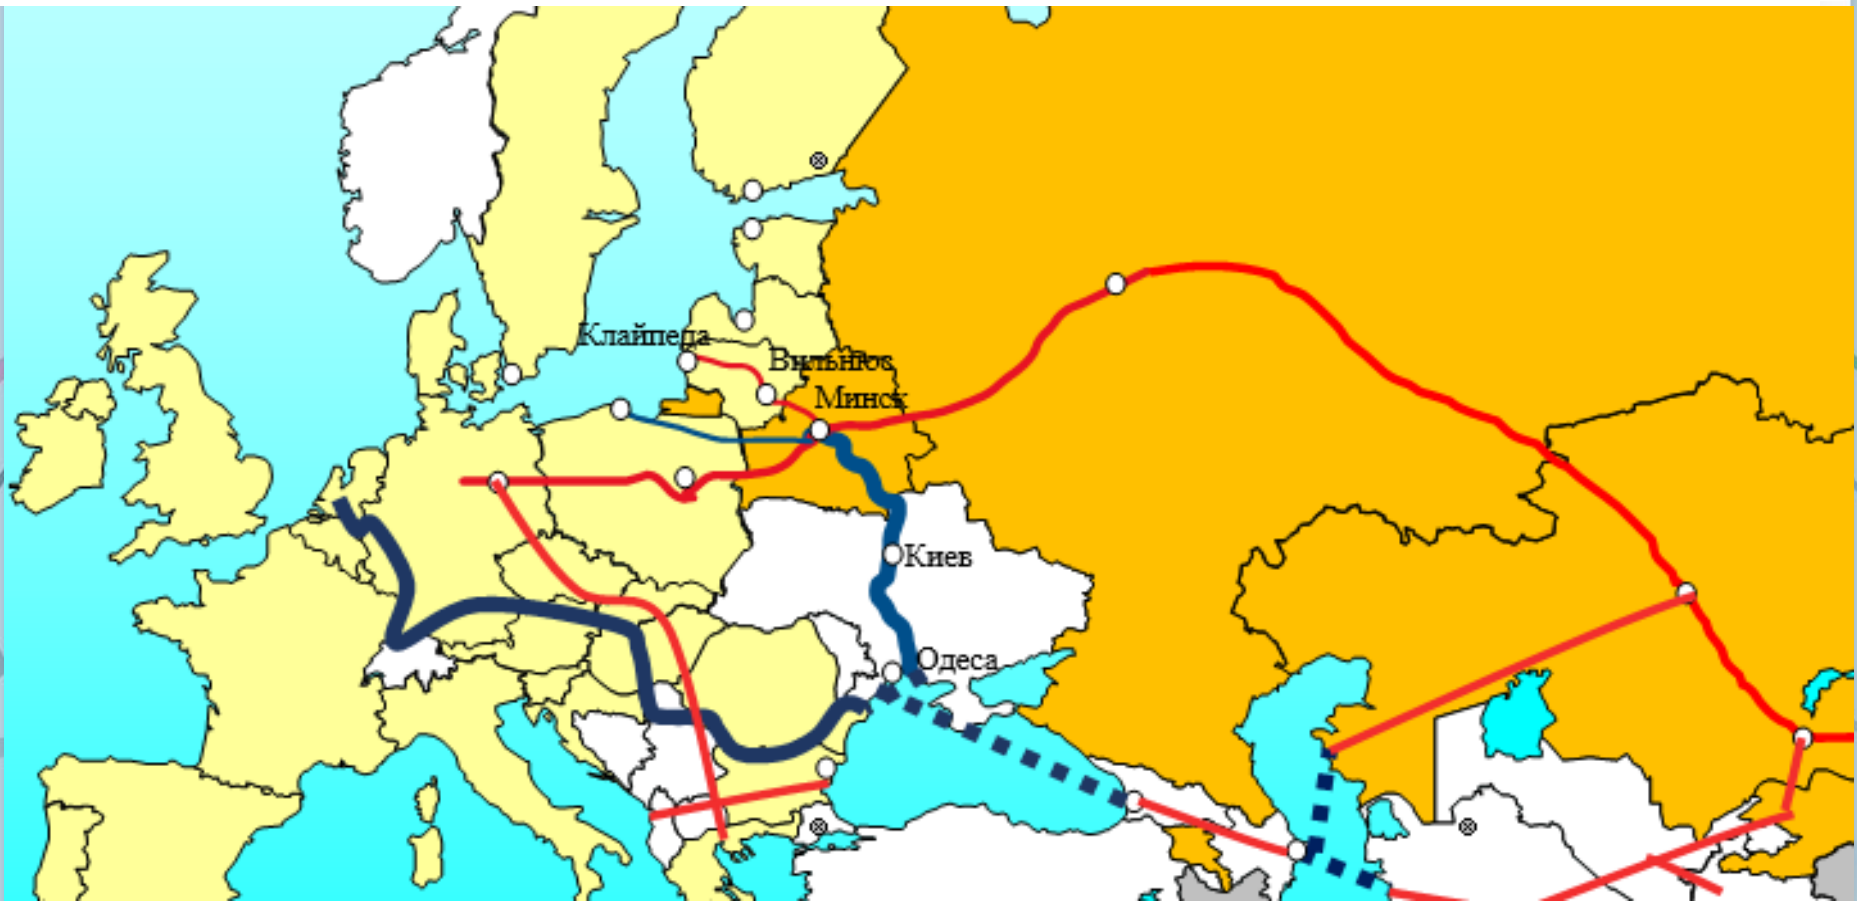 Клайпеда
Вильнюс
Минск
Киев
Одеса